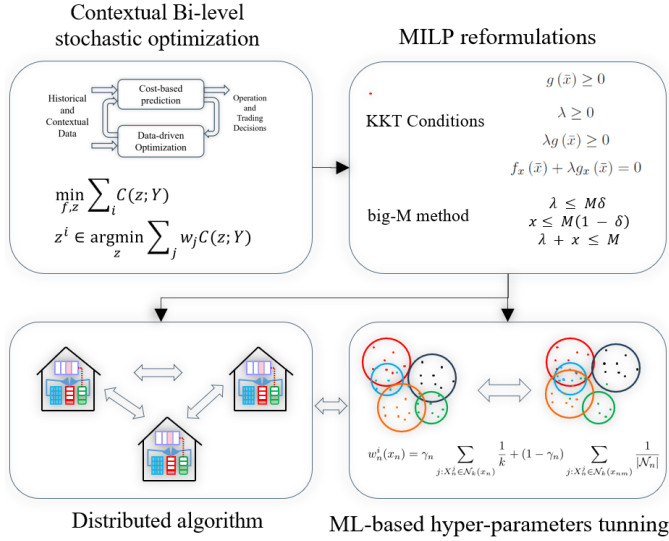 Contextual Bi-level
stochastic optimization
MILP reformulations
Cost-based
prediction
Historical
and
Contextual
Data
Operation
and
Trading
Decisions
Data-driven
Optimization
min_{f,z} ∑_i C(z; Y)
z^i ∈ argmin_z ∑_j w_j C(z; Y)
g (x̄) ≥ 0
KKT Conditions
λ ≥ 0
λg (x̄) ≥ 0
f_x (x̄) + λg_x (x̄) = 0
big-M method
λ ≤ Mδ
x ≤ M(1 − δ)
λ + x ≤ M
w_n^i(x_n) = γ_n ∑_{j:X_n^j∈𝒩_k(x_n)} 1/k + (1 − γ_n) ∑_{j:X_n^j∈𝒩_k(x_{nm})} 1/|𝒩_n|
Distributed algorithm
ML-based hyper-parameters tunning